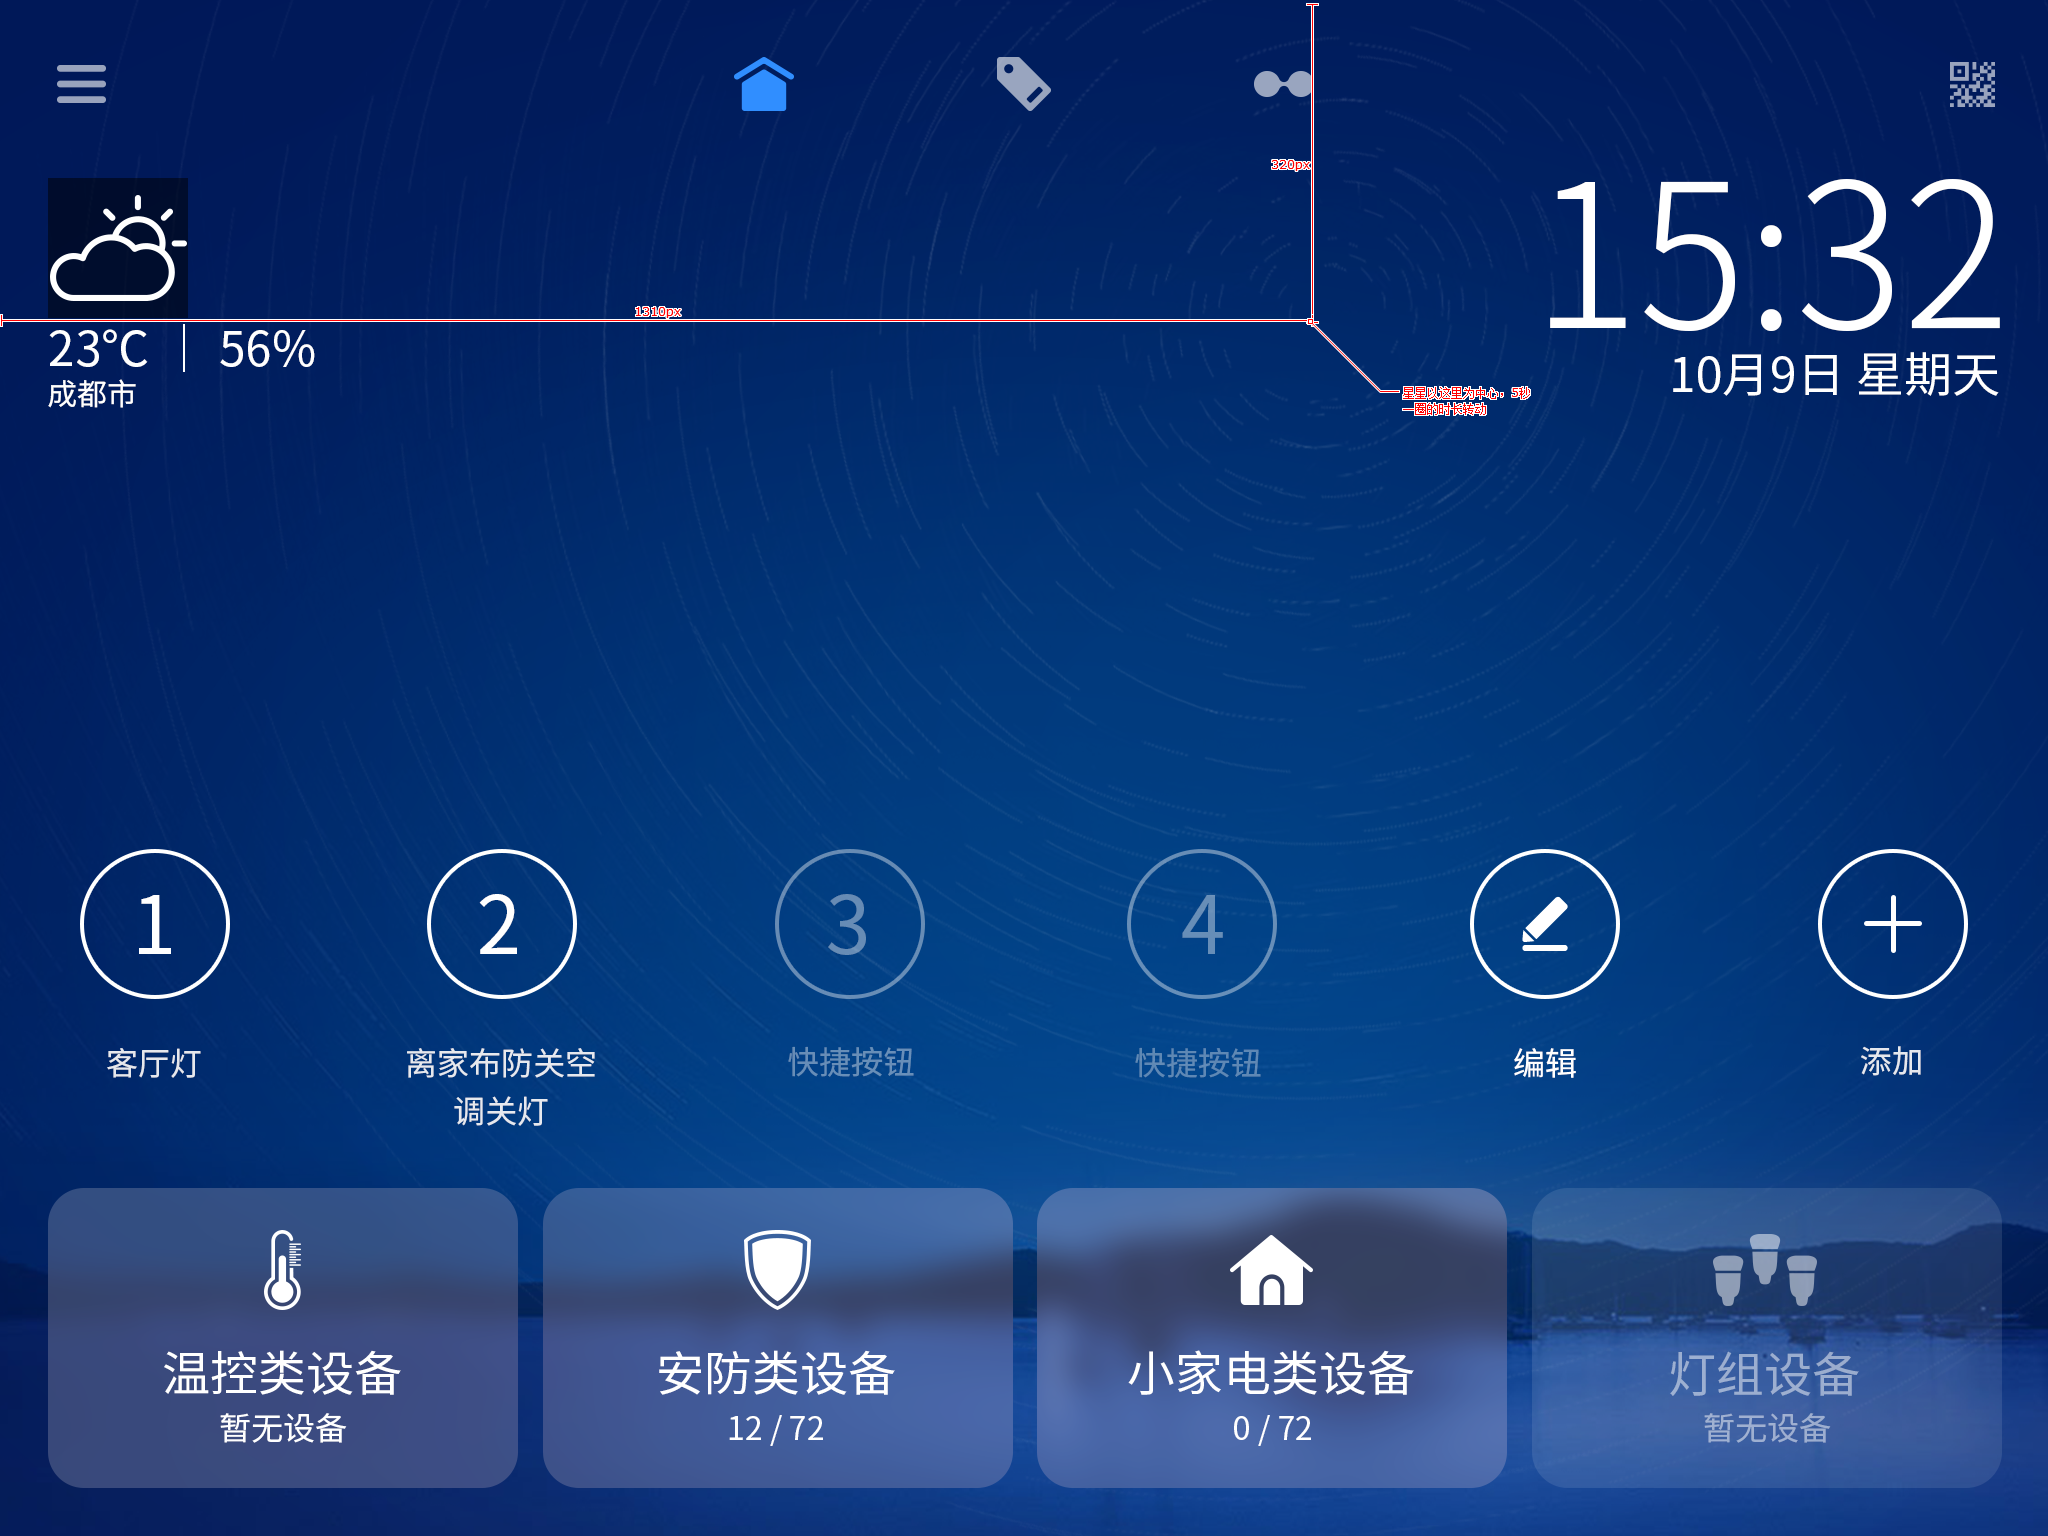 320px
15:32
1310px
23°C | 56%
成都市
10月9日 星期天
星星以这里为中心，5秒
一圈的时长转动
1
2
3
4
客厅灯
离家布防关空
调关灯
快捷按钮
快捷按钮
编辑
添加
温控类设备
暂无设备
安防类设备
12 / 72
小家电类设备
0 / 72
灯组设备
暂无设备